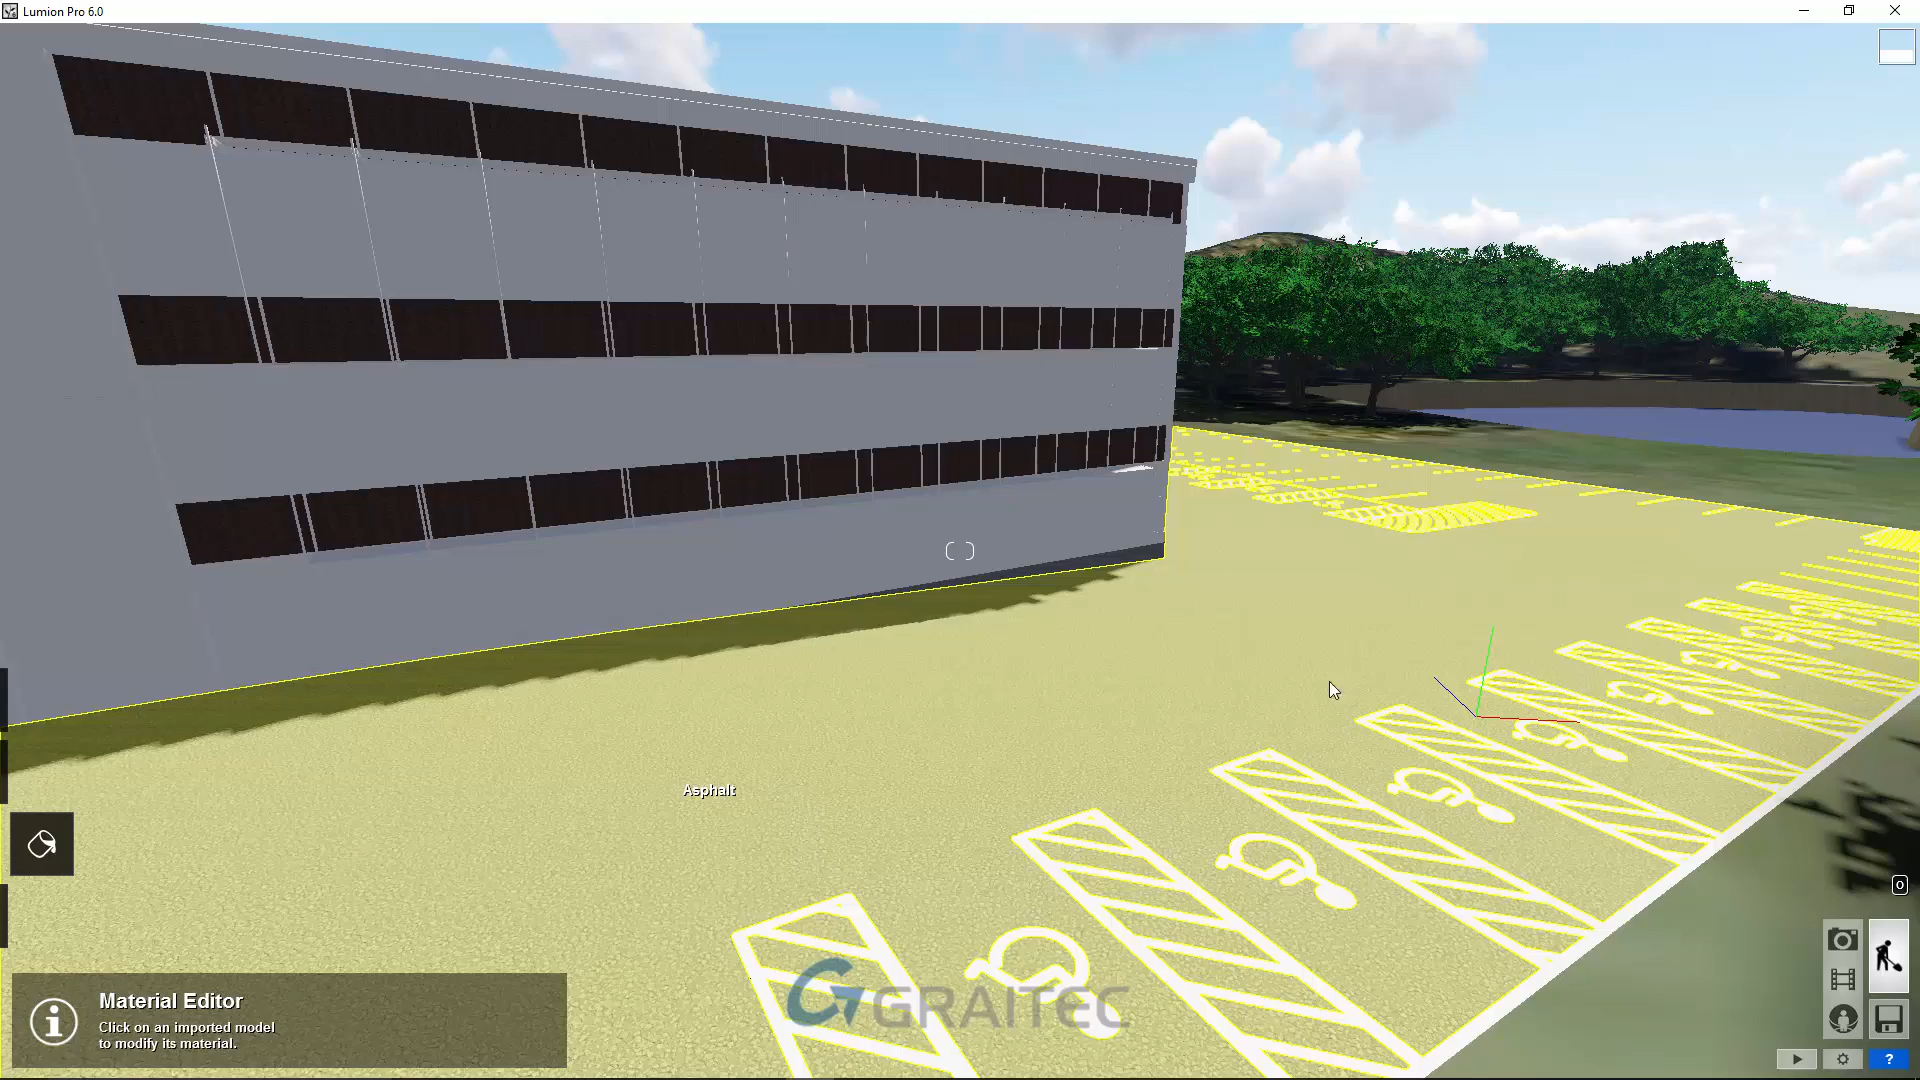 Lumion Pro 6.0
Asphalt
0
Material Editor
Click on an imported model
to modify its material.
GRAITEC
?